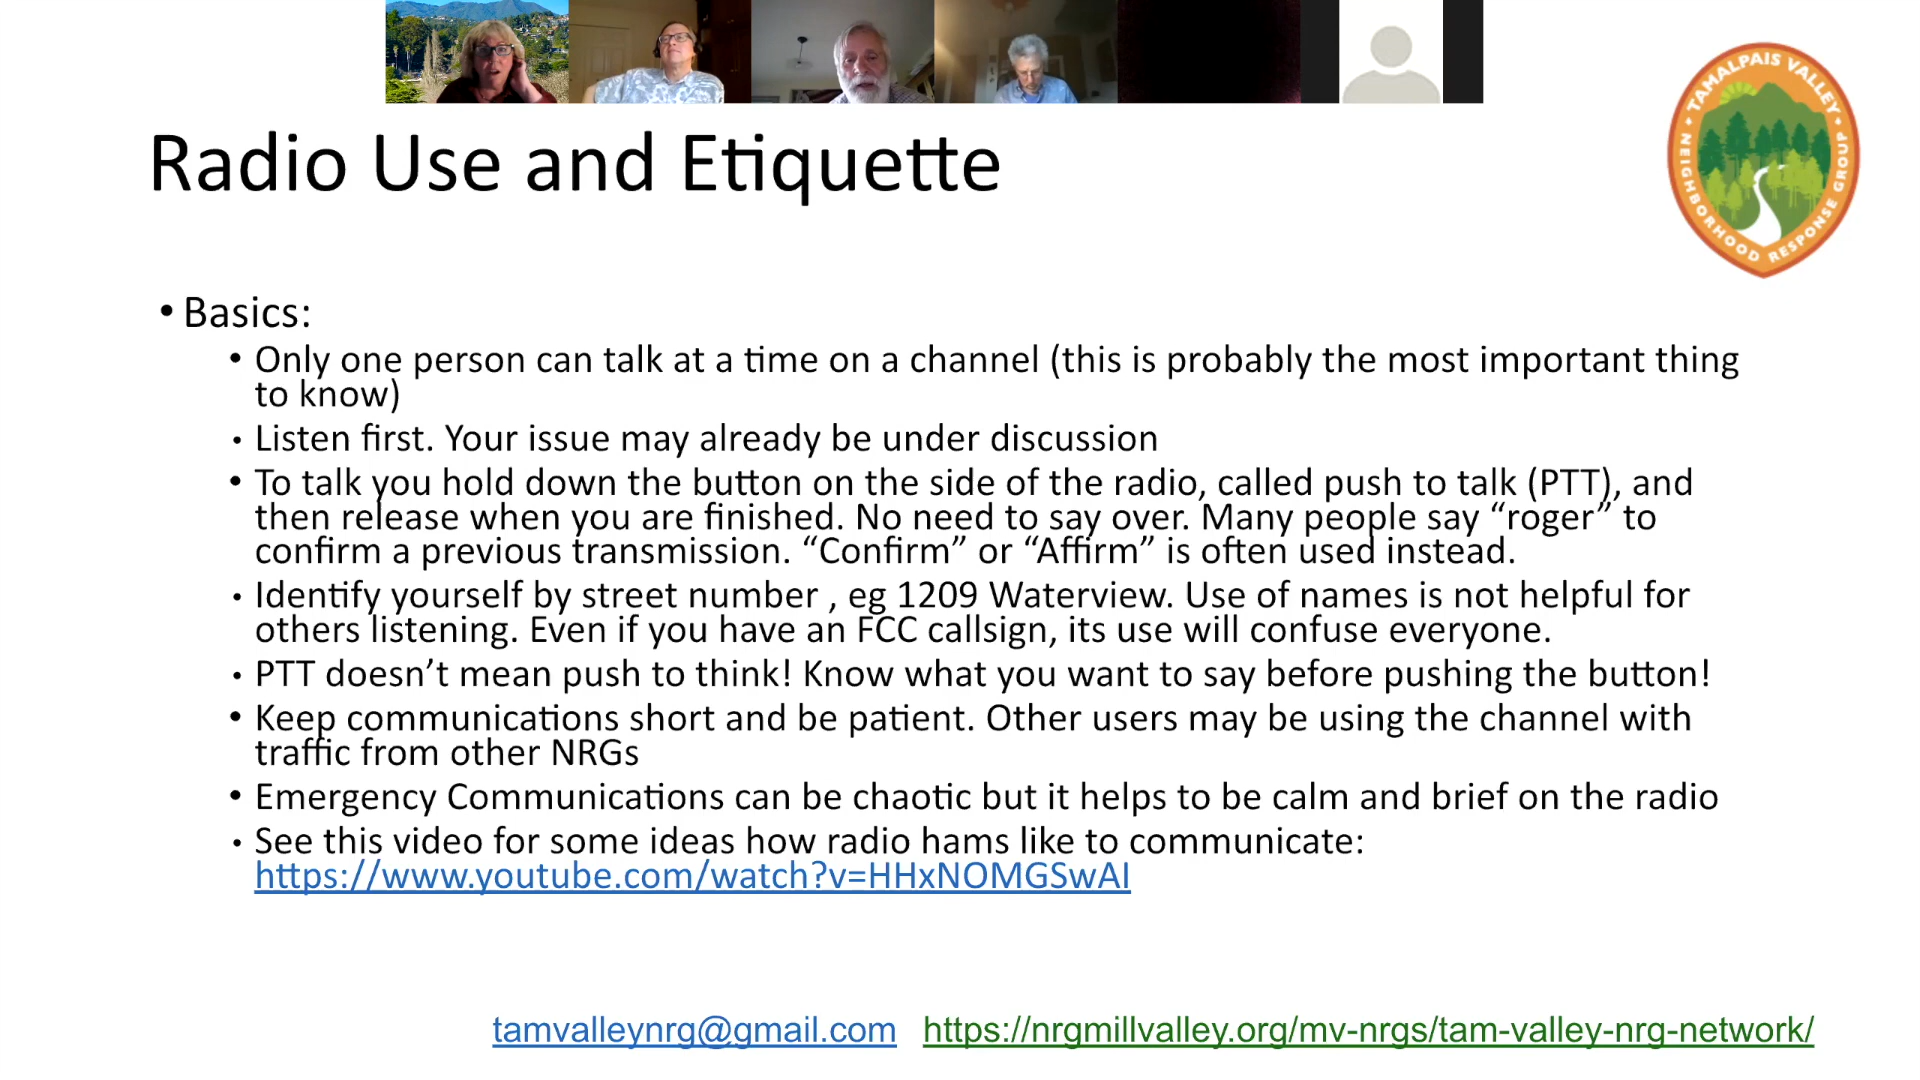 TAMALPAIS VALLEY
NEIGHBORHOOD RESPONSE GROUP
Radio Use and Etiquette
• Basics:
• Only one person can talk at a time on a channel (this is probably the most important thing
to know)
• Listen first. Your issue may already be under discussion
• To talk you hold down the button on the side of the radio, called push to talk (PTT), and
then release when you are finished. No need to say over. Many people say “roger” to
confirm a previous transmission. “Confirm” or “Affirm” is often used instead.
• Identify yourself by street number , eg 1209 Waterview. Use of names is not helpful for
others listening. Even if you have an FCC callsign, its use will confuse everyone.
• PTT doesn’t mean push to think! Know what you want to say before pushing the button!
• Keep communications short and be patient. Other users may be using the channel with
traffic from other NRGs
• Emergency Communications can be chaotic but it helps to be calm and brief on the radio
• See this video for some ideas how radio hams like to communicate:
https://www.youtube.com/watch?v=HHxNOMGSwAI
tamvalleynrg@gmail.com https://nrgmillvalley.org/mv-nrgs/tam-valley-nrg-network/